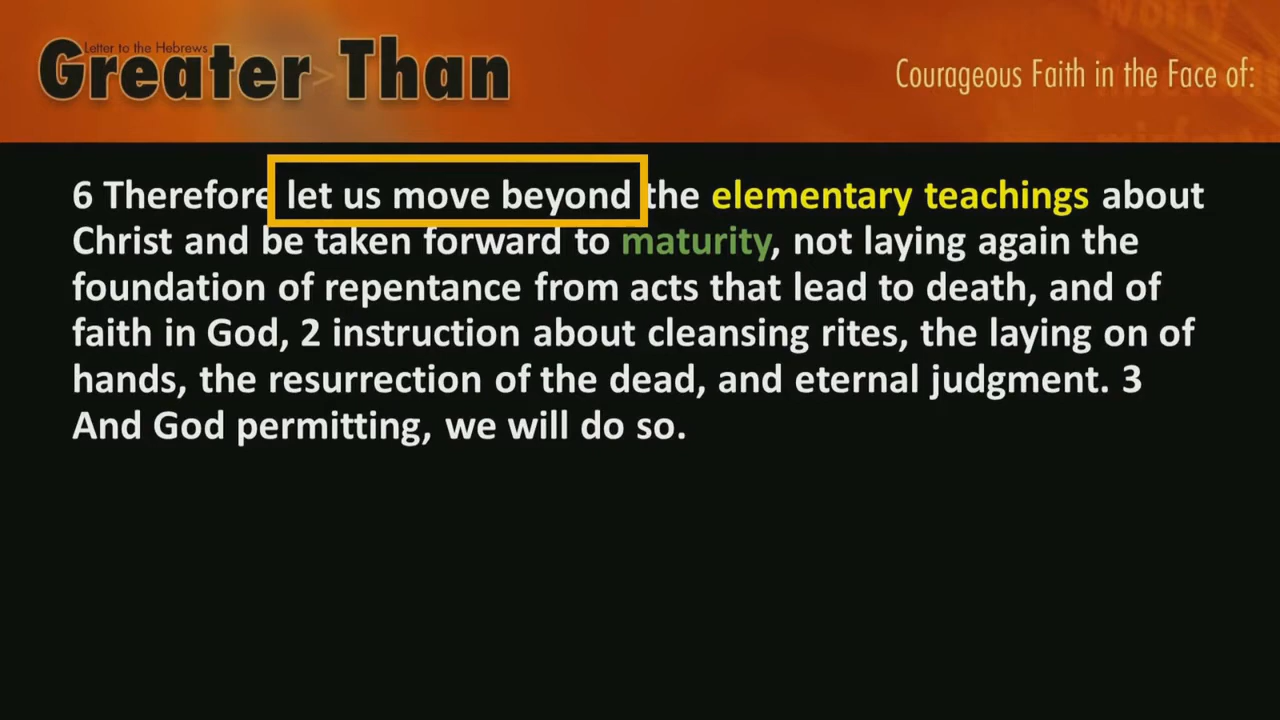 Letter to the Hebrews
Greater > Than
Courageous Faith in the Face of:
6 Therefore let us move beyond the elementary teachings about
Christ and be taken forward to maturity, not laying again the
foundation of repentance from acts that lead to death, and of
faith in God, 2 instruction about cleansing rites, the laying on of
hands, the resurrection of the dead, and eternal judgment. 3
And God permitting, we will do so.